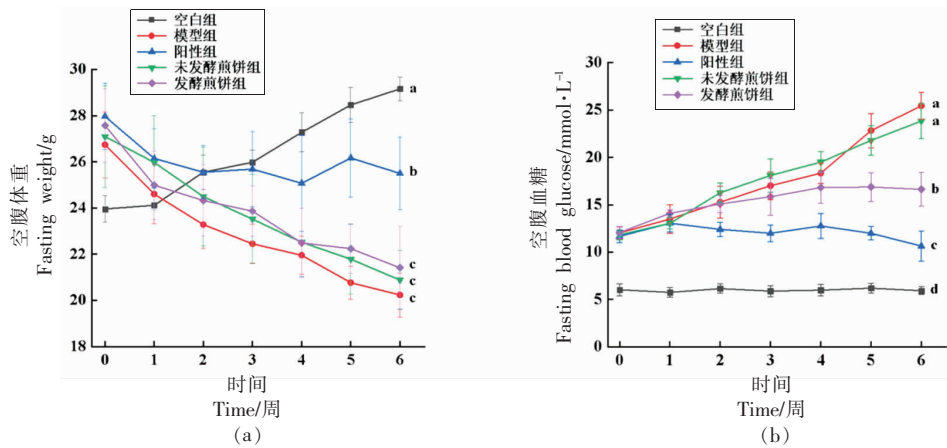 空白组
模型组
阳性组
未发酵煎饼组
发酵煎饼组
30
28
26
24
22
20
18
0 1 2 3 4 5 6
a
b
c
c
c
空腹体重/g
Fasting weight/g
时间
Time/周
(a)
空白组
模型组
阳性组
未发酵煎饼组
发酵煎饼组
30
25
20
15
10
5
0
0 1 2 3 4 5 6
a
a
b
c
d
空腹血糖
Fasting blood glucose/mmol·L⁻¹
时间
Time/周
(b)